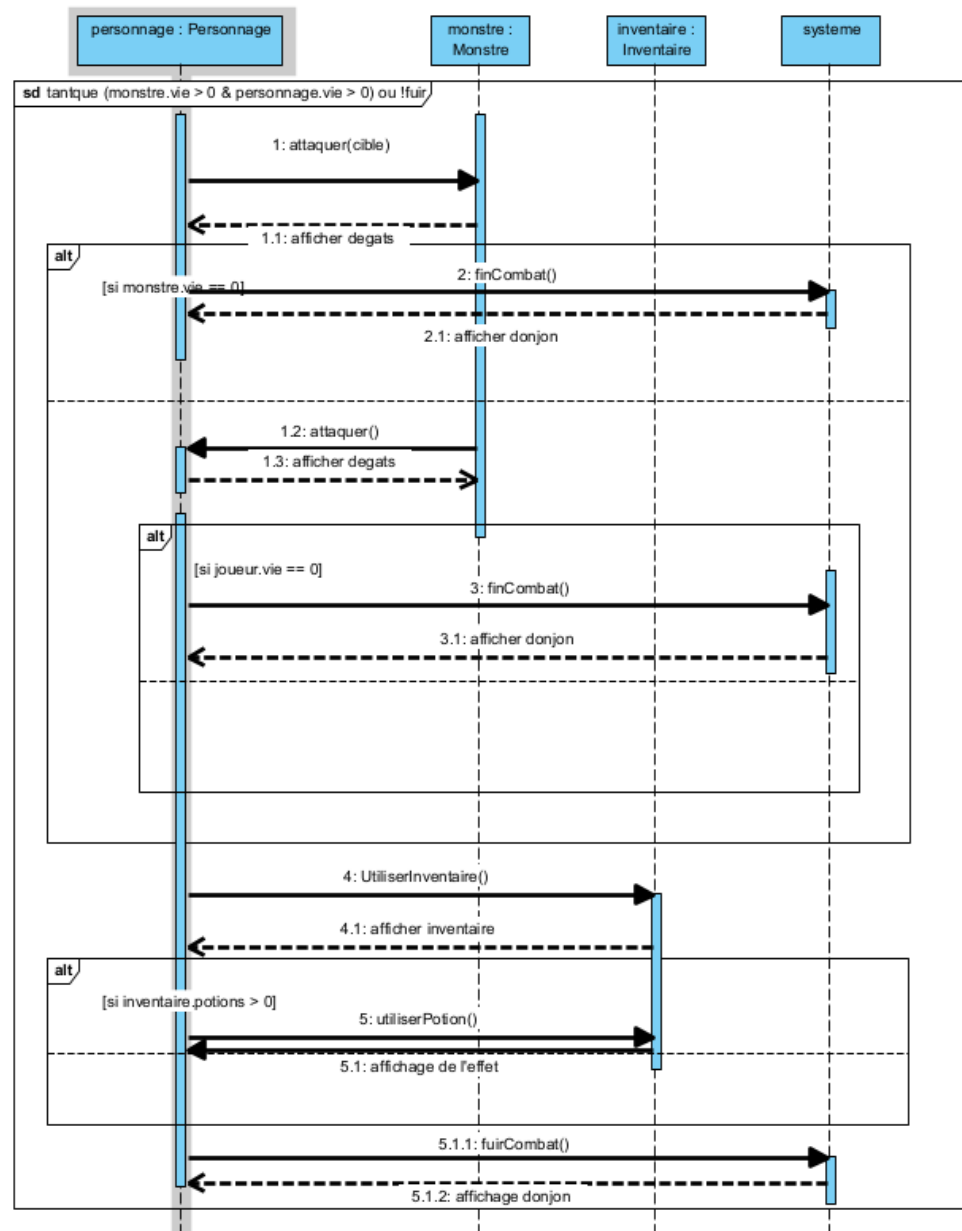 personnage : Personnage
monstre :
Monstre
inventaire :
Inventaire
systeme
sd tantque (monstre.vie > 0 & personnage.vie > 0) ou !fuir
1: attaquer(cible)
1.1: afficher degats
alt
2: finCombat()
[si monstre.vie == 0]
2.1: afficher donjon
1.2: attaquer()
1.3: afficher degats
alt
[si joueur.vie == 0]
3: finCombat()
3.1: afficher donjon
4: UtiliserInventaire()
4.1: afficher inventaire
alt
[si inventaire.potions > 0]
5: utiliserPotion()
5.1: affichage de l'effet
5.1.1: fuirCombat()
5.1.2: affichage donjon